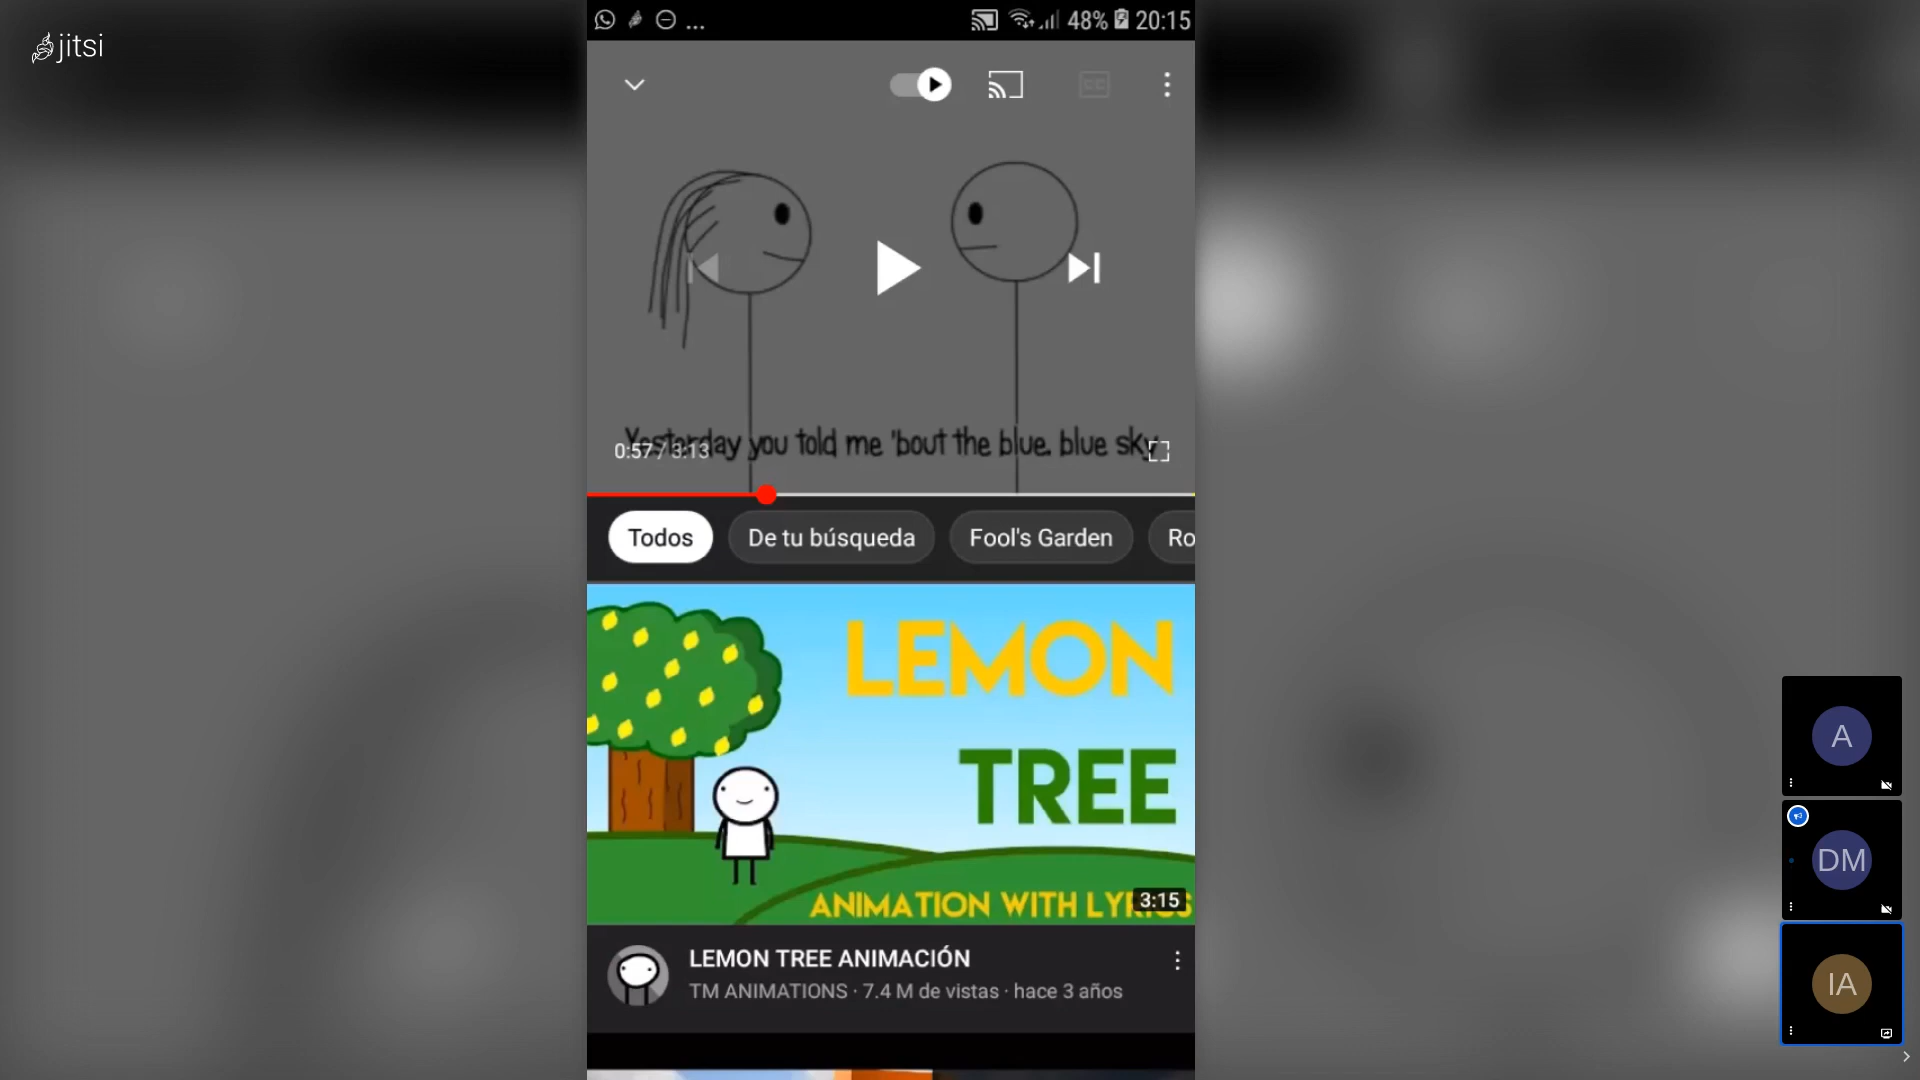 jitsi
... 48% 20:15
CC
Yesterday you told me 'bout the blue, blue sky
0:57 / 3:13
Todos De tu búsqueda Fool's Garden Ro
LEMON
TREE
ANIMATION WITH LYRICS
3:15
LEMON TREE ANIMACIÓN
TM ANIMATIONS · 7.4 M de vistas · hace 3 años
A
DM
IA